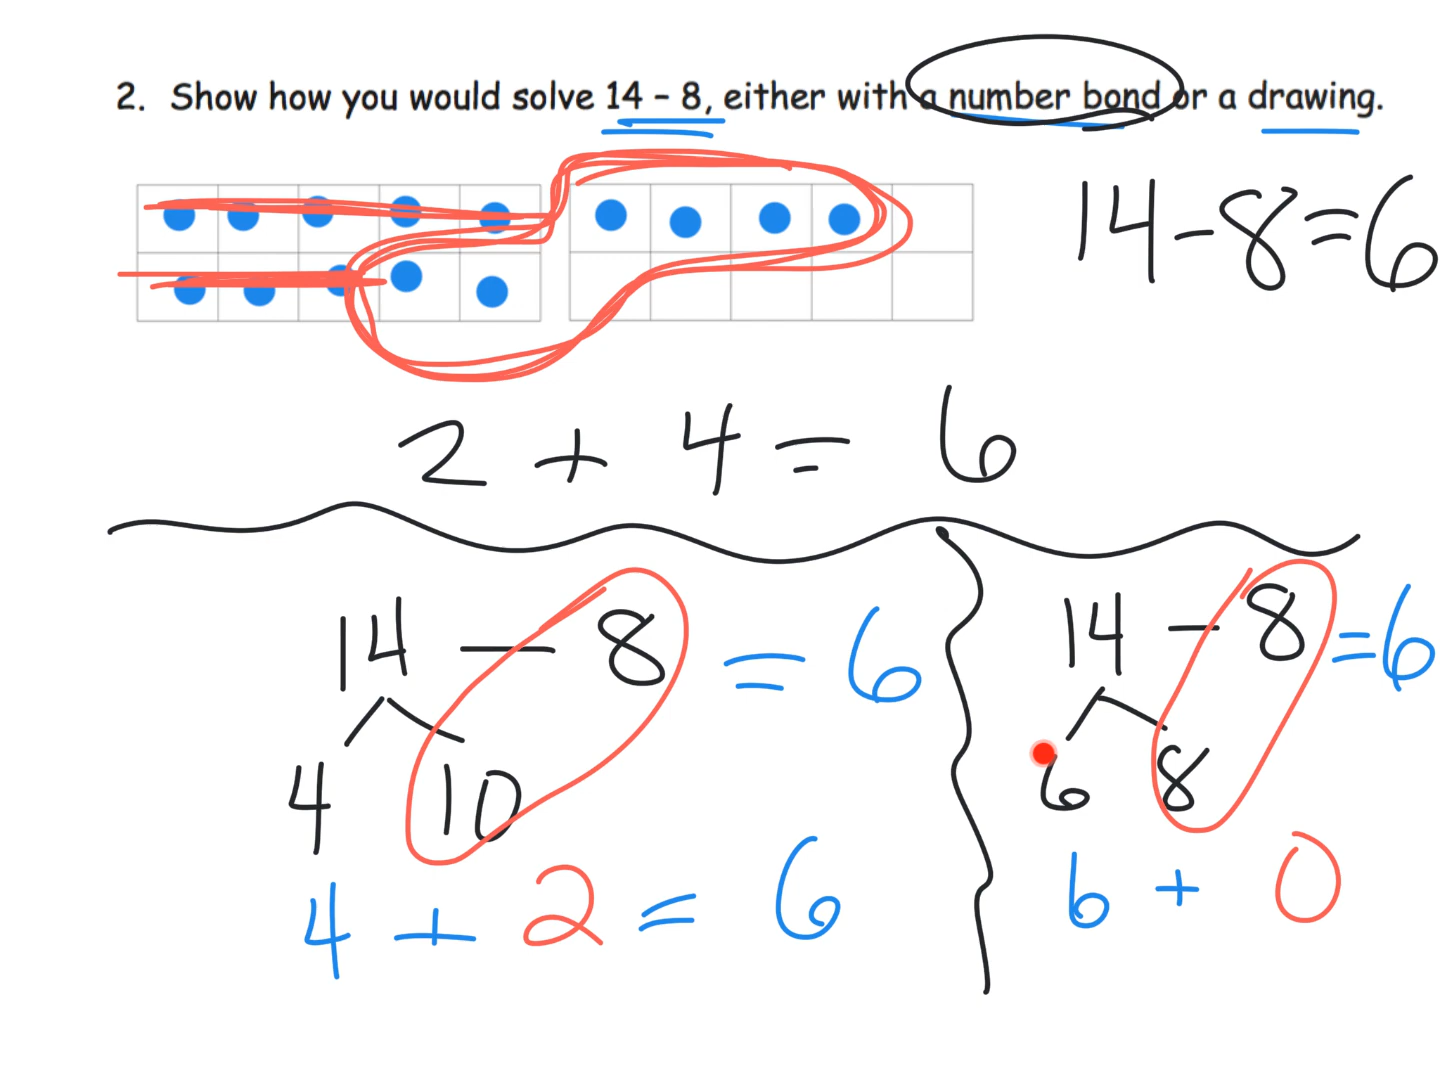 2. Show how you would solve 14 – 8, either with a number bond or a drawing.
14 - 8 = 6
2 + 4 = 6
14 - 8 = 6
4 10
4 + 2 = 6
14 - 8 = 6
6 8
6 + 0